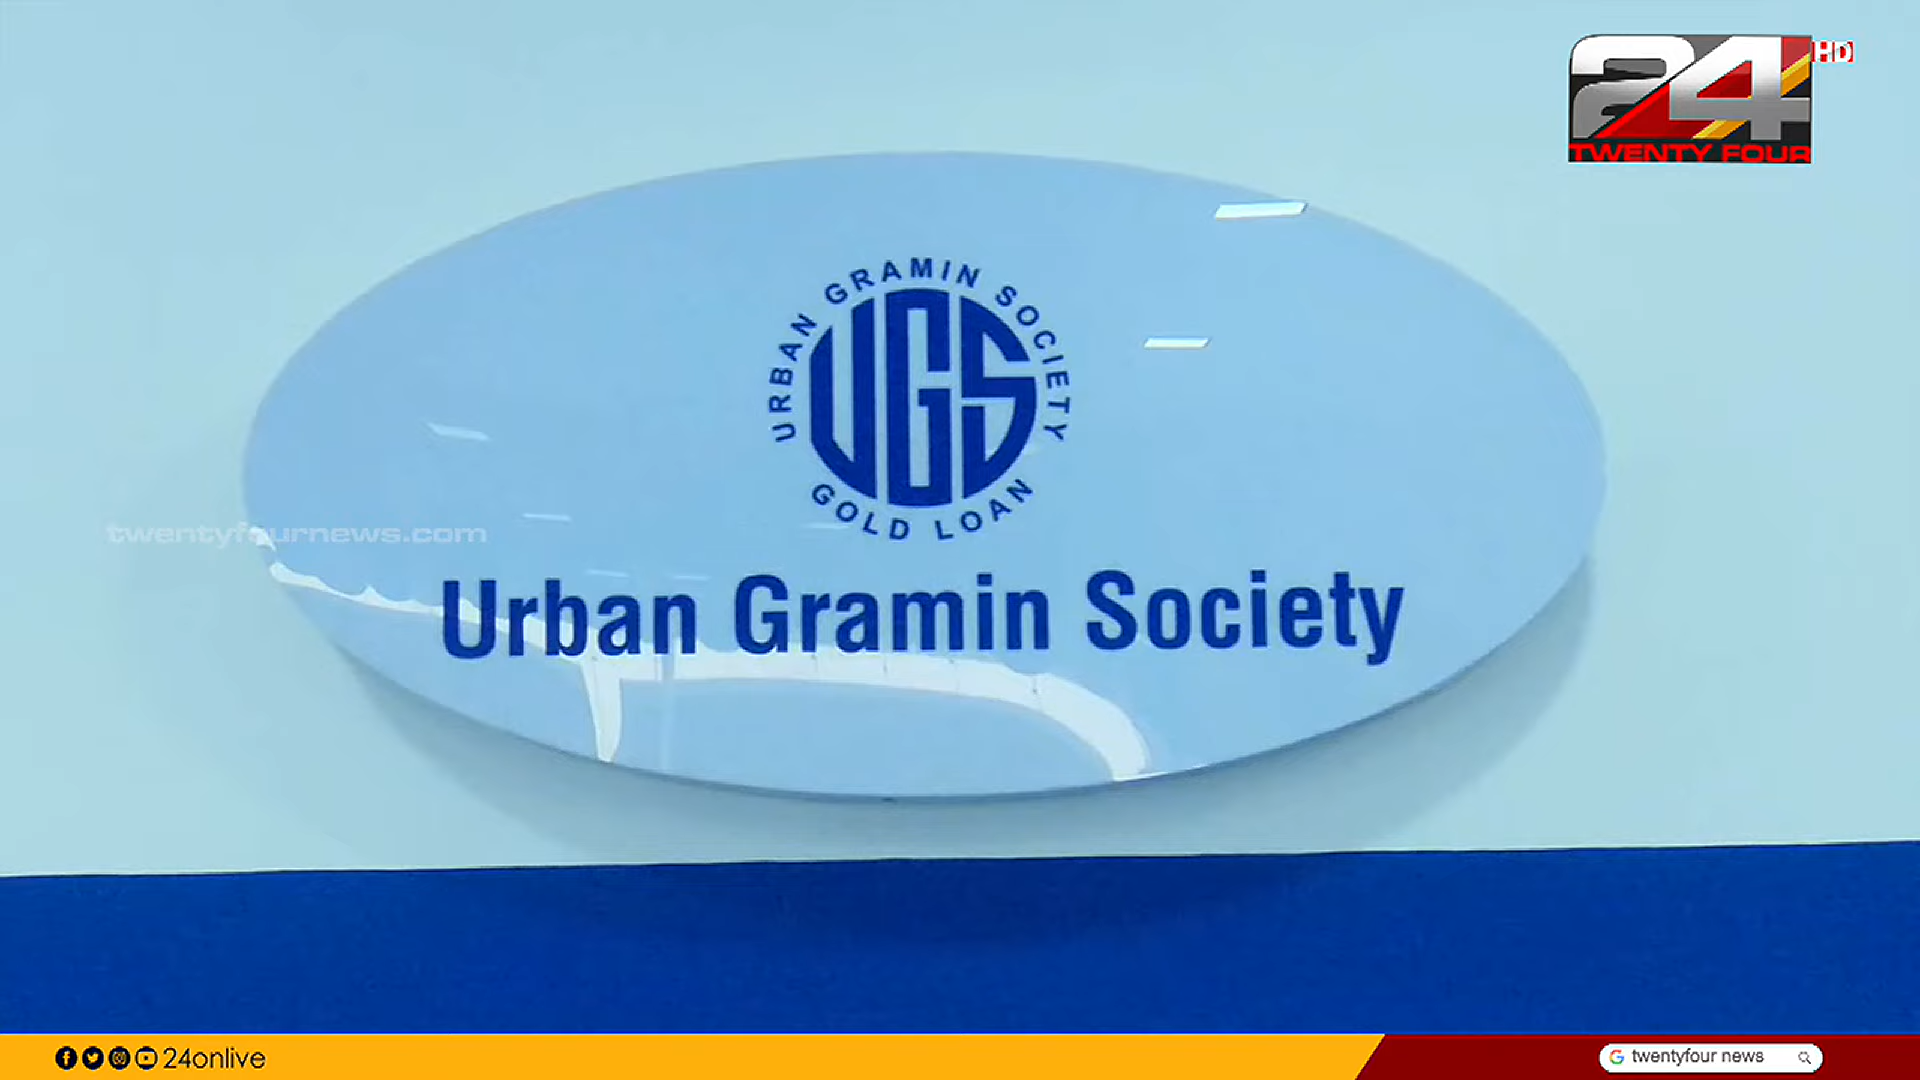 24
HD
TWENTY FOUR
URBAN GRAMIN SOCIETY
UGS
GOLD LOAN
twentyfournews.com
Urban Gramin Society
24onlive
twentyfour news